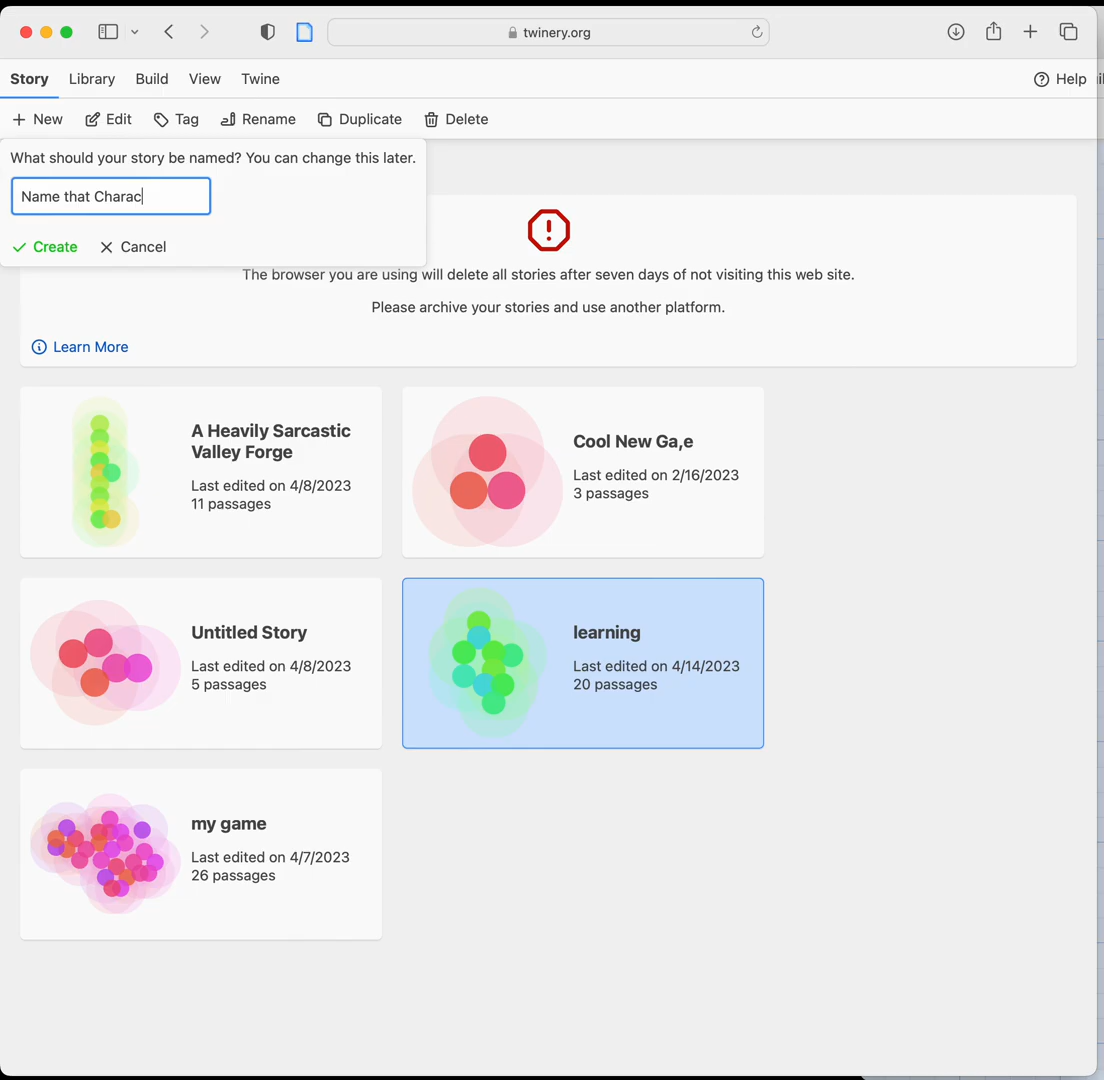 twinery.org
Story Library Build View Twine Help
New Edit Tag Rename Duplicate Delete
What should your story be named? You can change this later.
Name that Charac
Create Cancel
The browser you are using will delete all stories after seven days of not visiting this web site.
Please archive your stories and use another platform.
Learn More
A Heavily Sarcastic
Valley Forge
Last edited on 4/8/2023
11 passages
Cool New Ga,e
Last edited on 2/16/2023
3 passages
Untitled Story
Last edited on 4/8/2023
5 passages
learning
Last edited on 4/14/2023
20 passages
my game
Last edited on 4/7/2023
26 passages